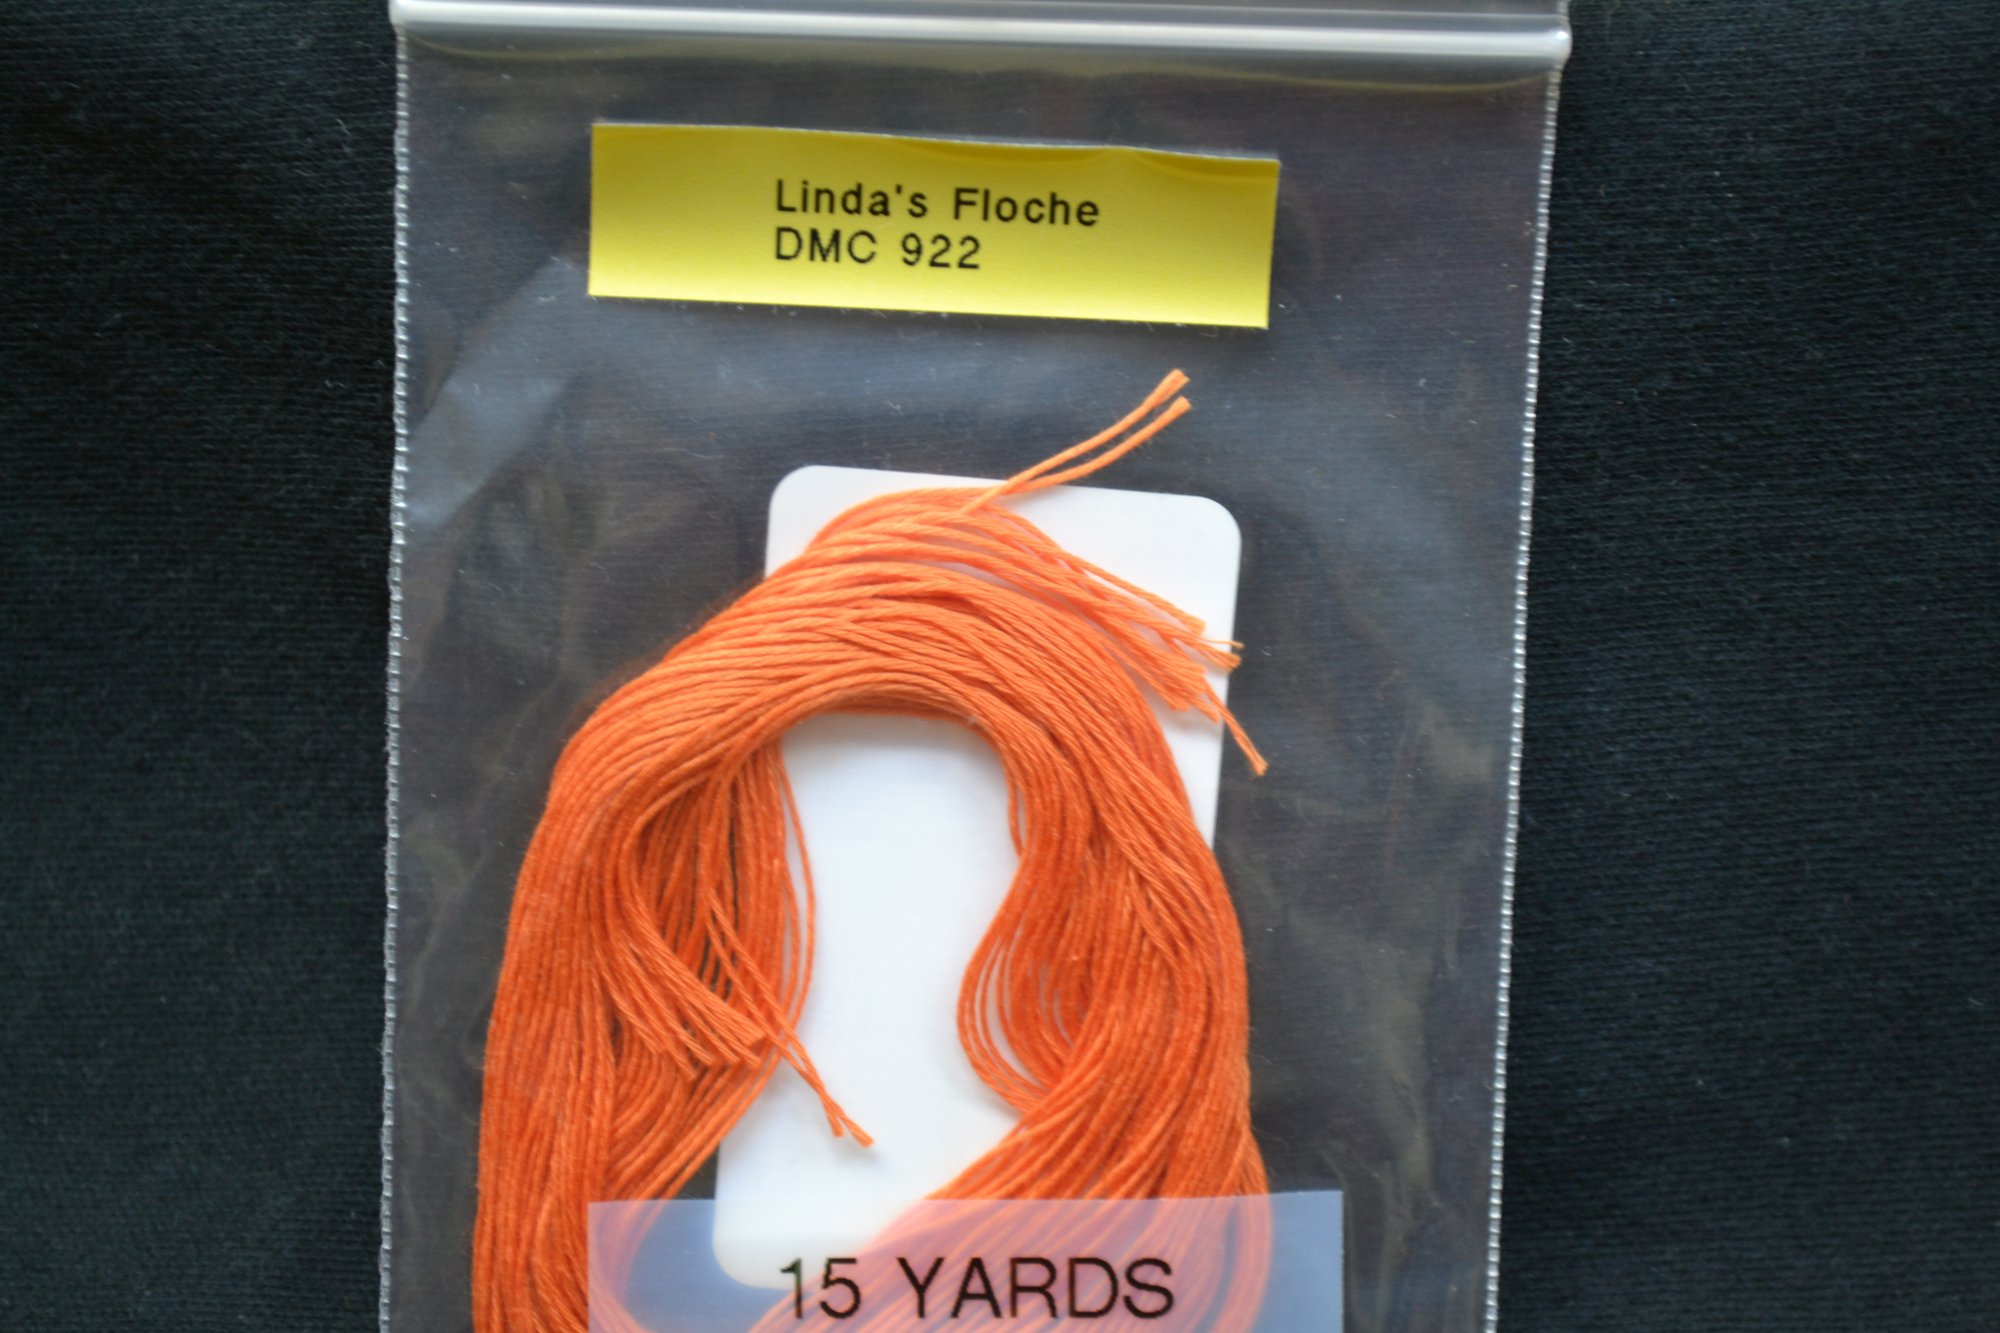 Linda's Floche
DMC 922
15 YARDS